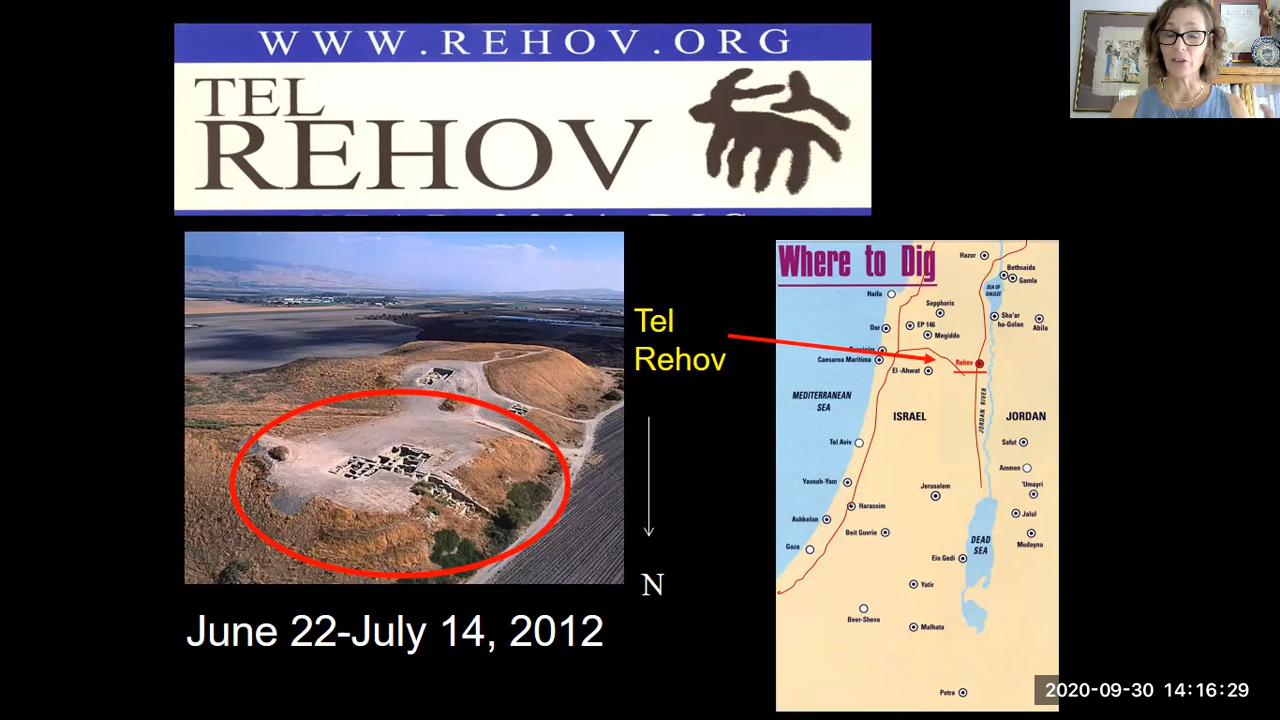 WWW.REHOV.ORG
TEL
REHOV
Tel
Rehov
N
June 22-July 14, 2012
Where to Dig
Hazor
Bethsaida
Gamla
SEA OF
GALILEE
Haifa
Sepphoris
Sha'ar
ha-Golan
Abila
Dor
EP 146
Megiddo
Caesarea Maritima
Rehov
El-Ahwat
MEDITERRANEAN
SEA
ISRAEL
JORDAN RIVER
JORDAN
Tel Aviv
Safut
Amman
Yavneh-Yam
Jerusalem
'Umayri
Harassim
Jalul
Ashkelon
Beit Guvrin
Mudayna
DEAD
SEA
Gaza
Ein Gedi
Yatir
Beer-Sheva
Malhata
Petra
2020-09-30 14:16:29